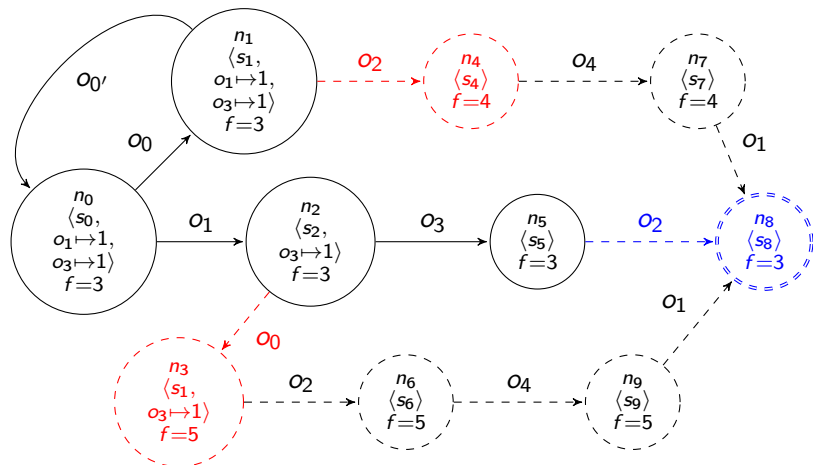 n₁
⟨s₁,
o₁↦1,
o₃↦1⟩
f=3
o₂
n₄
⟨s₄⟩
f=4
o₄
n₇
⟨s₇⟩
f=4
o₀′
o₀
o₁
n₀
⟨s₀,
o₁↦1,
o₃↦1⟩
f=3
o₁
n₂
⟨s₂,
o₃↦1⟩
f=3
o₃
n₅
⟨s₅⟩
f=3
o₂
n₈
⟨s₈⟩
f=3
o₀
o₁
n₃
⟨s₁,
o₃↦1⟩
f=5
o₂
n₆
⟨s₆⟩
f=5
o₄
n₉
⟨s₉⟩
f=5